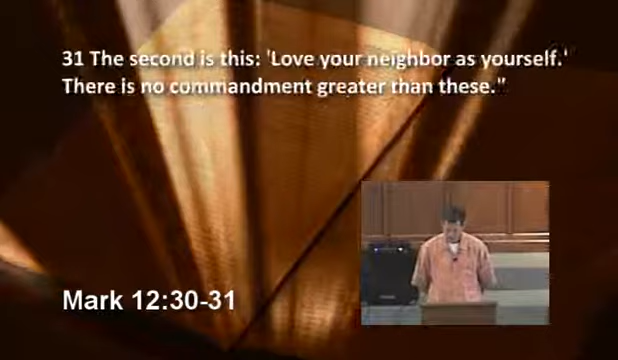 31 The second is this: 'Love your neighbor as yourself.'
There is no commandment greater than these."
Mark 12:30-31